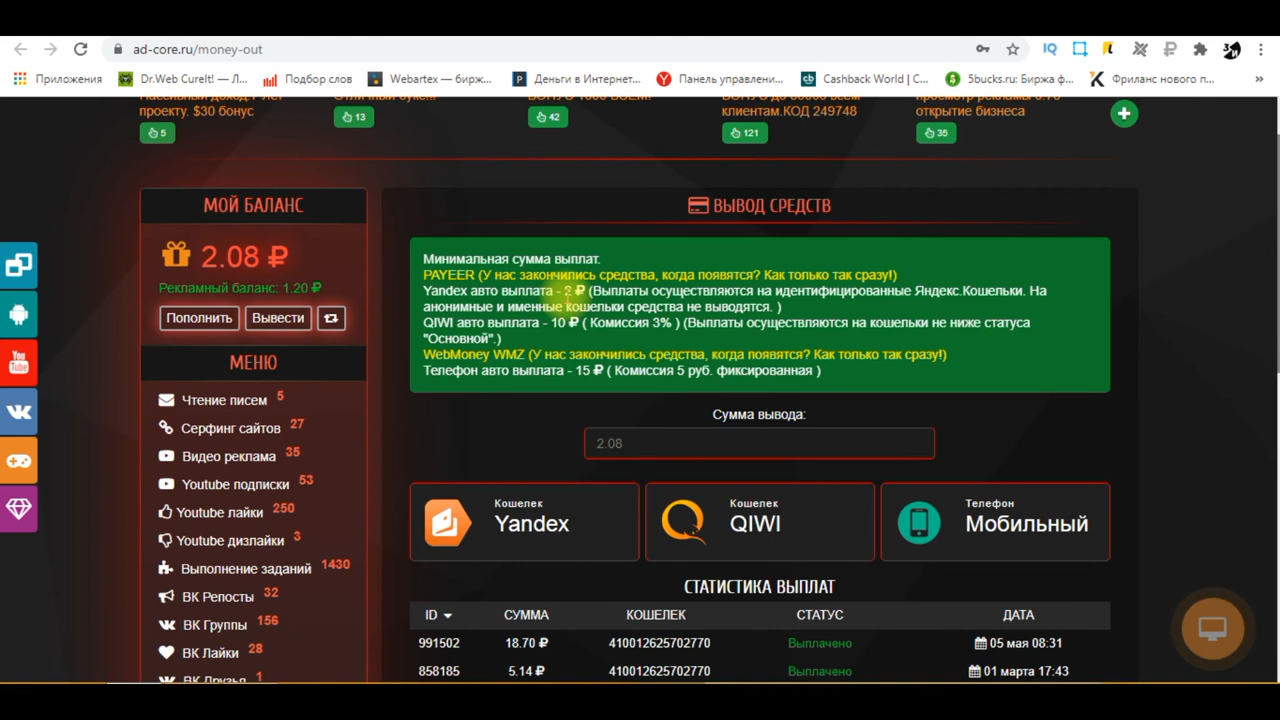 ad-core.ru/money-out
Приложения
Dr.Web CureIt! — Л...
Подбор слов
Webartex — бирж...
Деньги в Интернет...
Панель управлени...
Cashback World | C...
5bucks.ru: Биржа ф...
Фриланс нового п...
»
проекту. $30 бонус
клиентам.КОД 249748
открытие бизнеса
5
13
42
121
35
МОЙ БАЛАНС
2.08 ₽
Рекламный баланс: 1.20 ₽
Пополнить
Вывести
МЕНЮ
Чтение писем 5
Серфинг сайтов 27
Видео реклама 35
Youtube подписки 53
Youtube лайки 250
Youtube дизлайки 3
Выполнение заданий 1430
ВК Репосты 32
ВК Группы 156
ВК Лайки 28
ВК Друзья 1
You
Tube
ВЫВОД СРЕДСТВ
Минимальная сумма выплат.
PAYEER (У нас закончились средства, когда появятся? Как только так сразу!)
Yandex авто выплата - 2 ₽ (Выплаты осуществляются на идентифицированные Яндекс.Кошельки. На
анонимные и именные кошельки средства не выводятся. )
QIWI авто выплата - 10 ₽ ( Комиссия 3% ) (Выплаты осуществляются на кошельки не ниже статуса
"Основной".)
WebMoney WMZ (У нас закончились средства, когда появятся? Как только так сразу!)
Телефон авто выплата - 15 ₽ ( Комиссия 5 руб. фиксированная )
Сумма вывода:
2.08
Кошелек
Yandex
Кошелек
QIWI
Телефон
Мобильный
СТАТИСТИКА ВЫПЛАТ
ID СУММА КОШЕЛЕК СТАТУС ДАТА
991502 18.70 ₽ 410012625702770 Выплачено 05 мая 08:31
858185 5.14 ₽ 410012625702770 Выплачено 01 марта 17:43